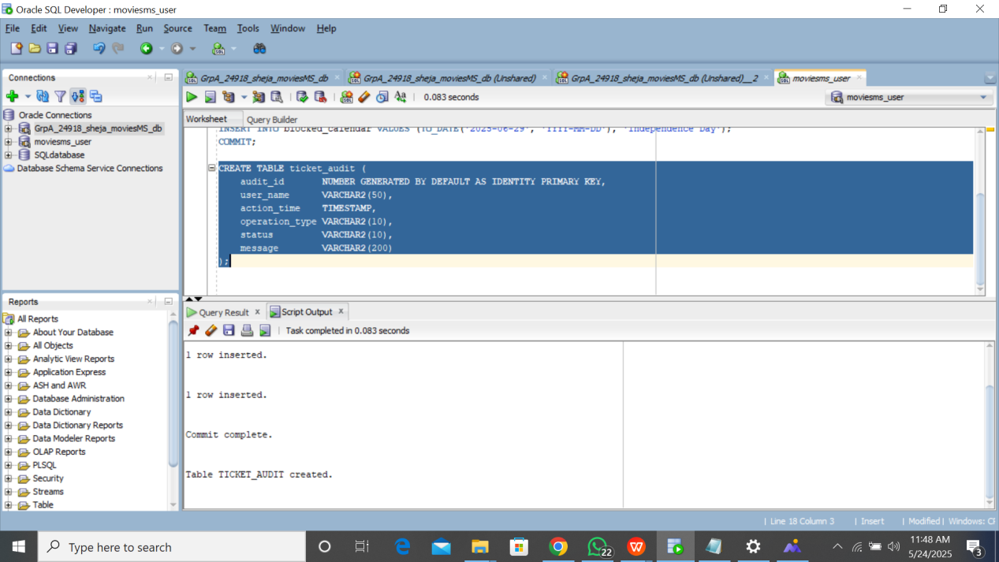 Oracle SQL Developer : moviesms_user
File Edit View Navigate Run Source Team Tools Window Help
Connections
Oracle Connections
GrpA_24918_sheja_moviesMS_db
moviesms_user
SQLdatabase
Database Schema Service Connections
GrpA_24918_sheja_moviesMS_db
GrpA_24918_sheja_moviesMS_db (Unshared)
GrpA_24918_sheja_moviesMS_db (Unshared)__2
moviesms_user
0.083 seconds
moviesms_user
Worksheet Query Builder
INSERT INTO blocked_calendar VALUES (TO_DATE('2025-06-29', 'YYYY-MM-DD'), 'Independence Day');
COMMIT;
CREATE TABLE ticket_audit (
audit_id NUMBER GENERATED BY DEFAULT AS IDENTITY PRIMARY KEY,
user_name VARCHAR2(50),
action_time TIMESTAMP,
operation_type VARCHAR2(10),
status VARCHAR2(10),
message VARCHAR2(200)
);
Reports
All Reports
About Your Database
All Objects
Analytic View Reports
Application Express
ASH and AWR
Database Administration
Data Dictionary
Data Dictionary Reports
Data Modeler Reports
OLAP Reports
PLSQL
Security
Streams
Table
Query Result Script Output
Task completed in 0.083 seconds
1 row inserted.
1 row inserted.
Commit complete.
Table TICKET_AUDIT created.
| Line 18 Column 3 | Insert | Modified | Windows: C
Type here to search
22
11:48 AM
5/24/2025
3